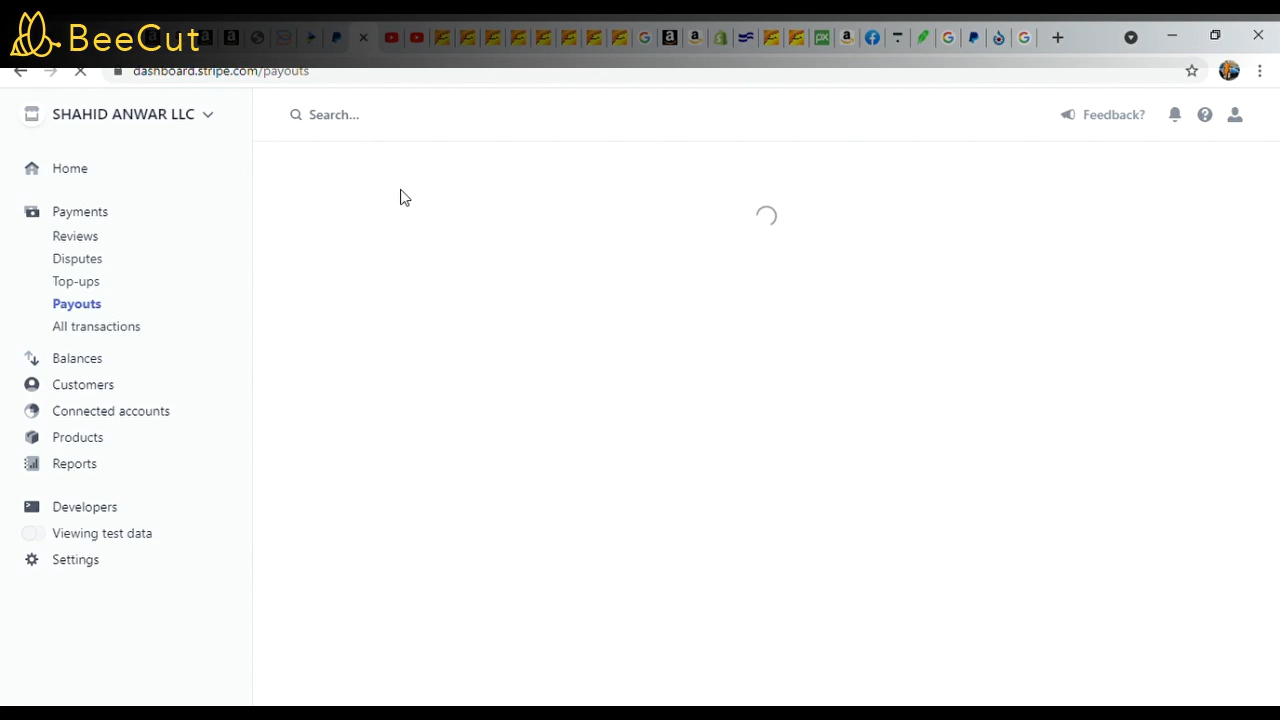 BeeCut
dashboard.stripe.com/payouts
SHAHID ANWAR LLC
Search...
Feedback?
Home
Payments
Reviews
Disputes
Top-ups
Payouts
All transactions
Balances
Customers
Connected accounts
Products
Reports
Developers
Viewing test data
Settings